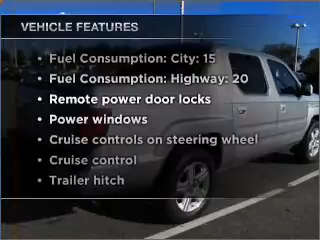 VEHICLE FEATURES
• Fuel Consumption: City: 15
• Fuel Consumption: Highway: 20
• Remote power door locks
• Power windows
• Cruise controls on steering wheel
• Cruise control
• Trailer hitch